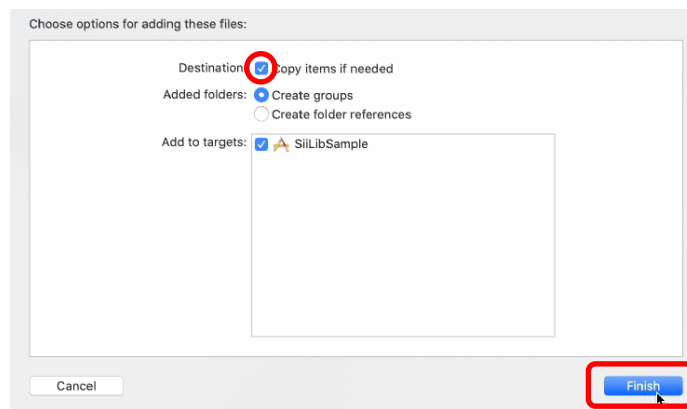 Choose options for adding these files:
Destination: Copy items if needed
Added folders: Create groups
Create folder references
Add to targets: SiiLibSample
Cancel
Finish